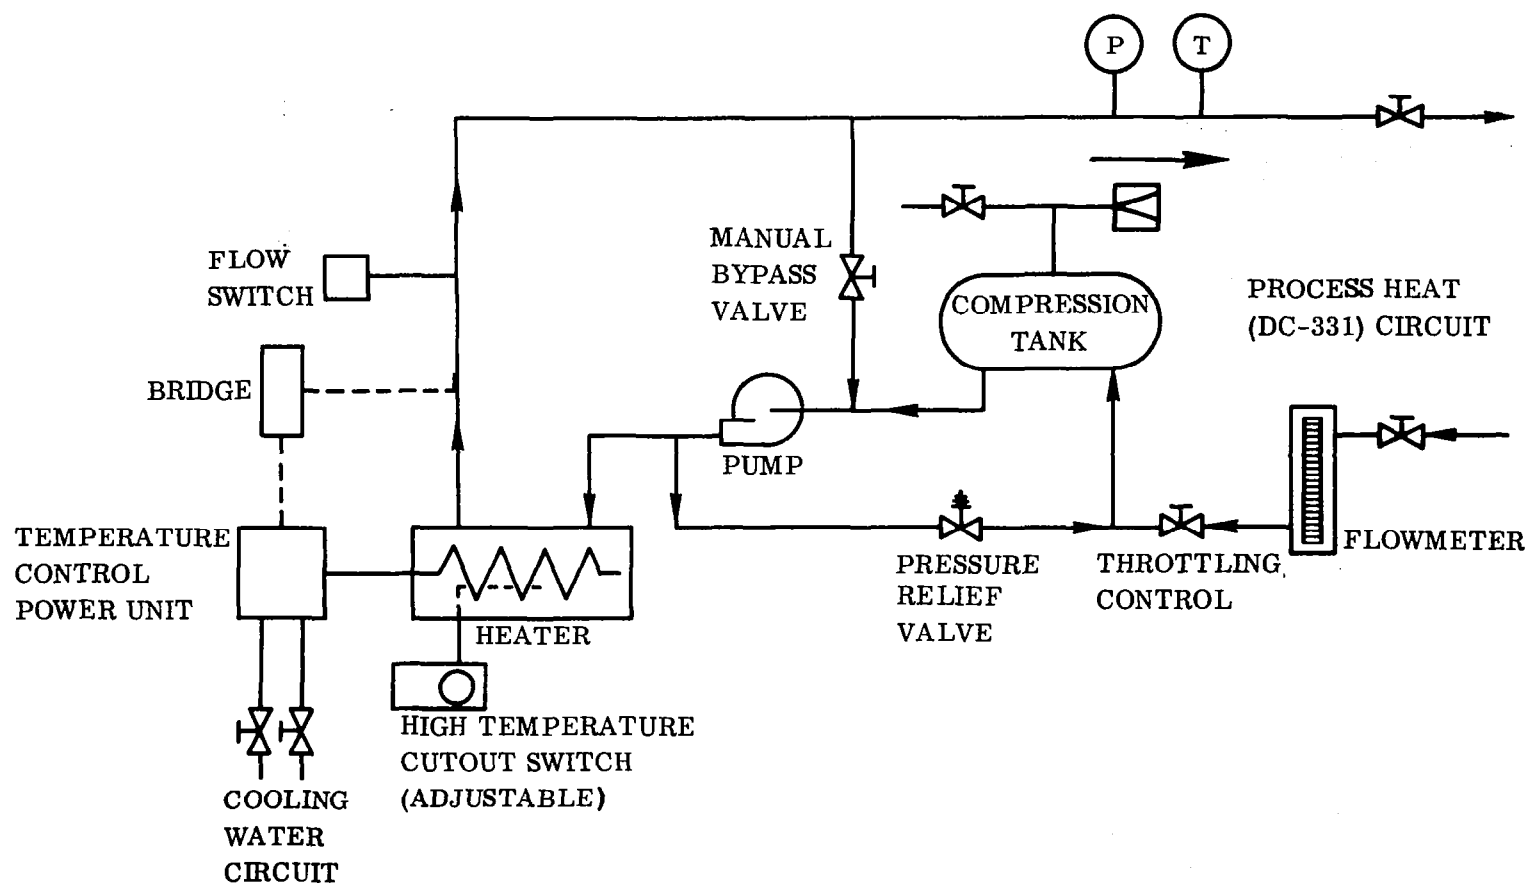 P
T
FLOW
SWITCH
MANUAL
BYPASS
VALVE
COMPRESSION
TANK
PROCESS HEAT
(DC-331) CIRCUIT
BRIDGE
PUMP
TEMPERATURE
CONTROL
POWER UNIT
HEATER
PRESSURE
RELIEF
VALVE
THROTTLING
CONTROL
FLOWMETER
HIGH TEMPERATURE
CUTOUT SWITCH
(ADJUSTABLE)
COOLING
WATER
CIRCUIT